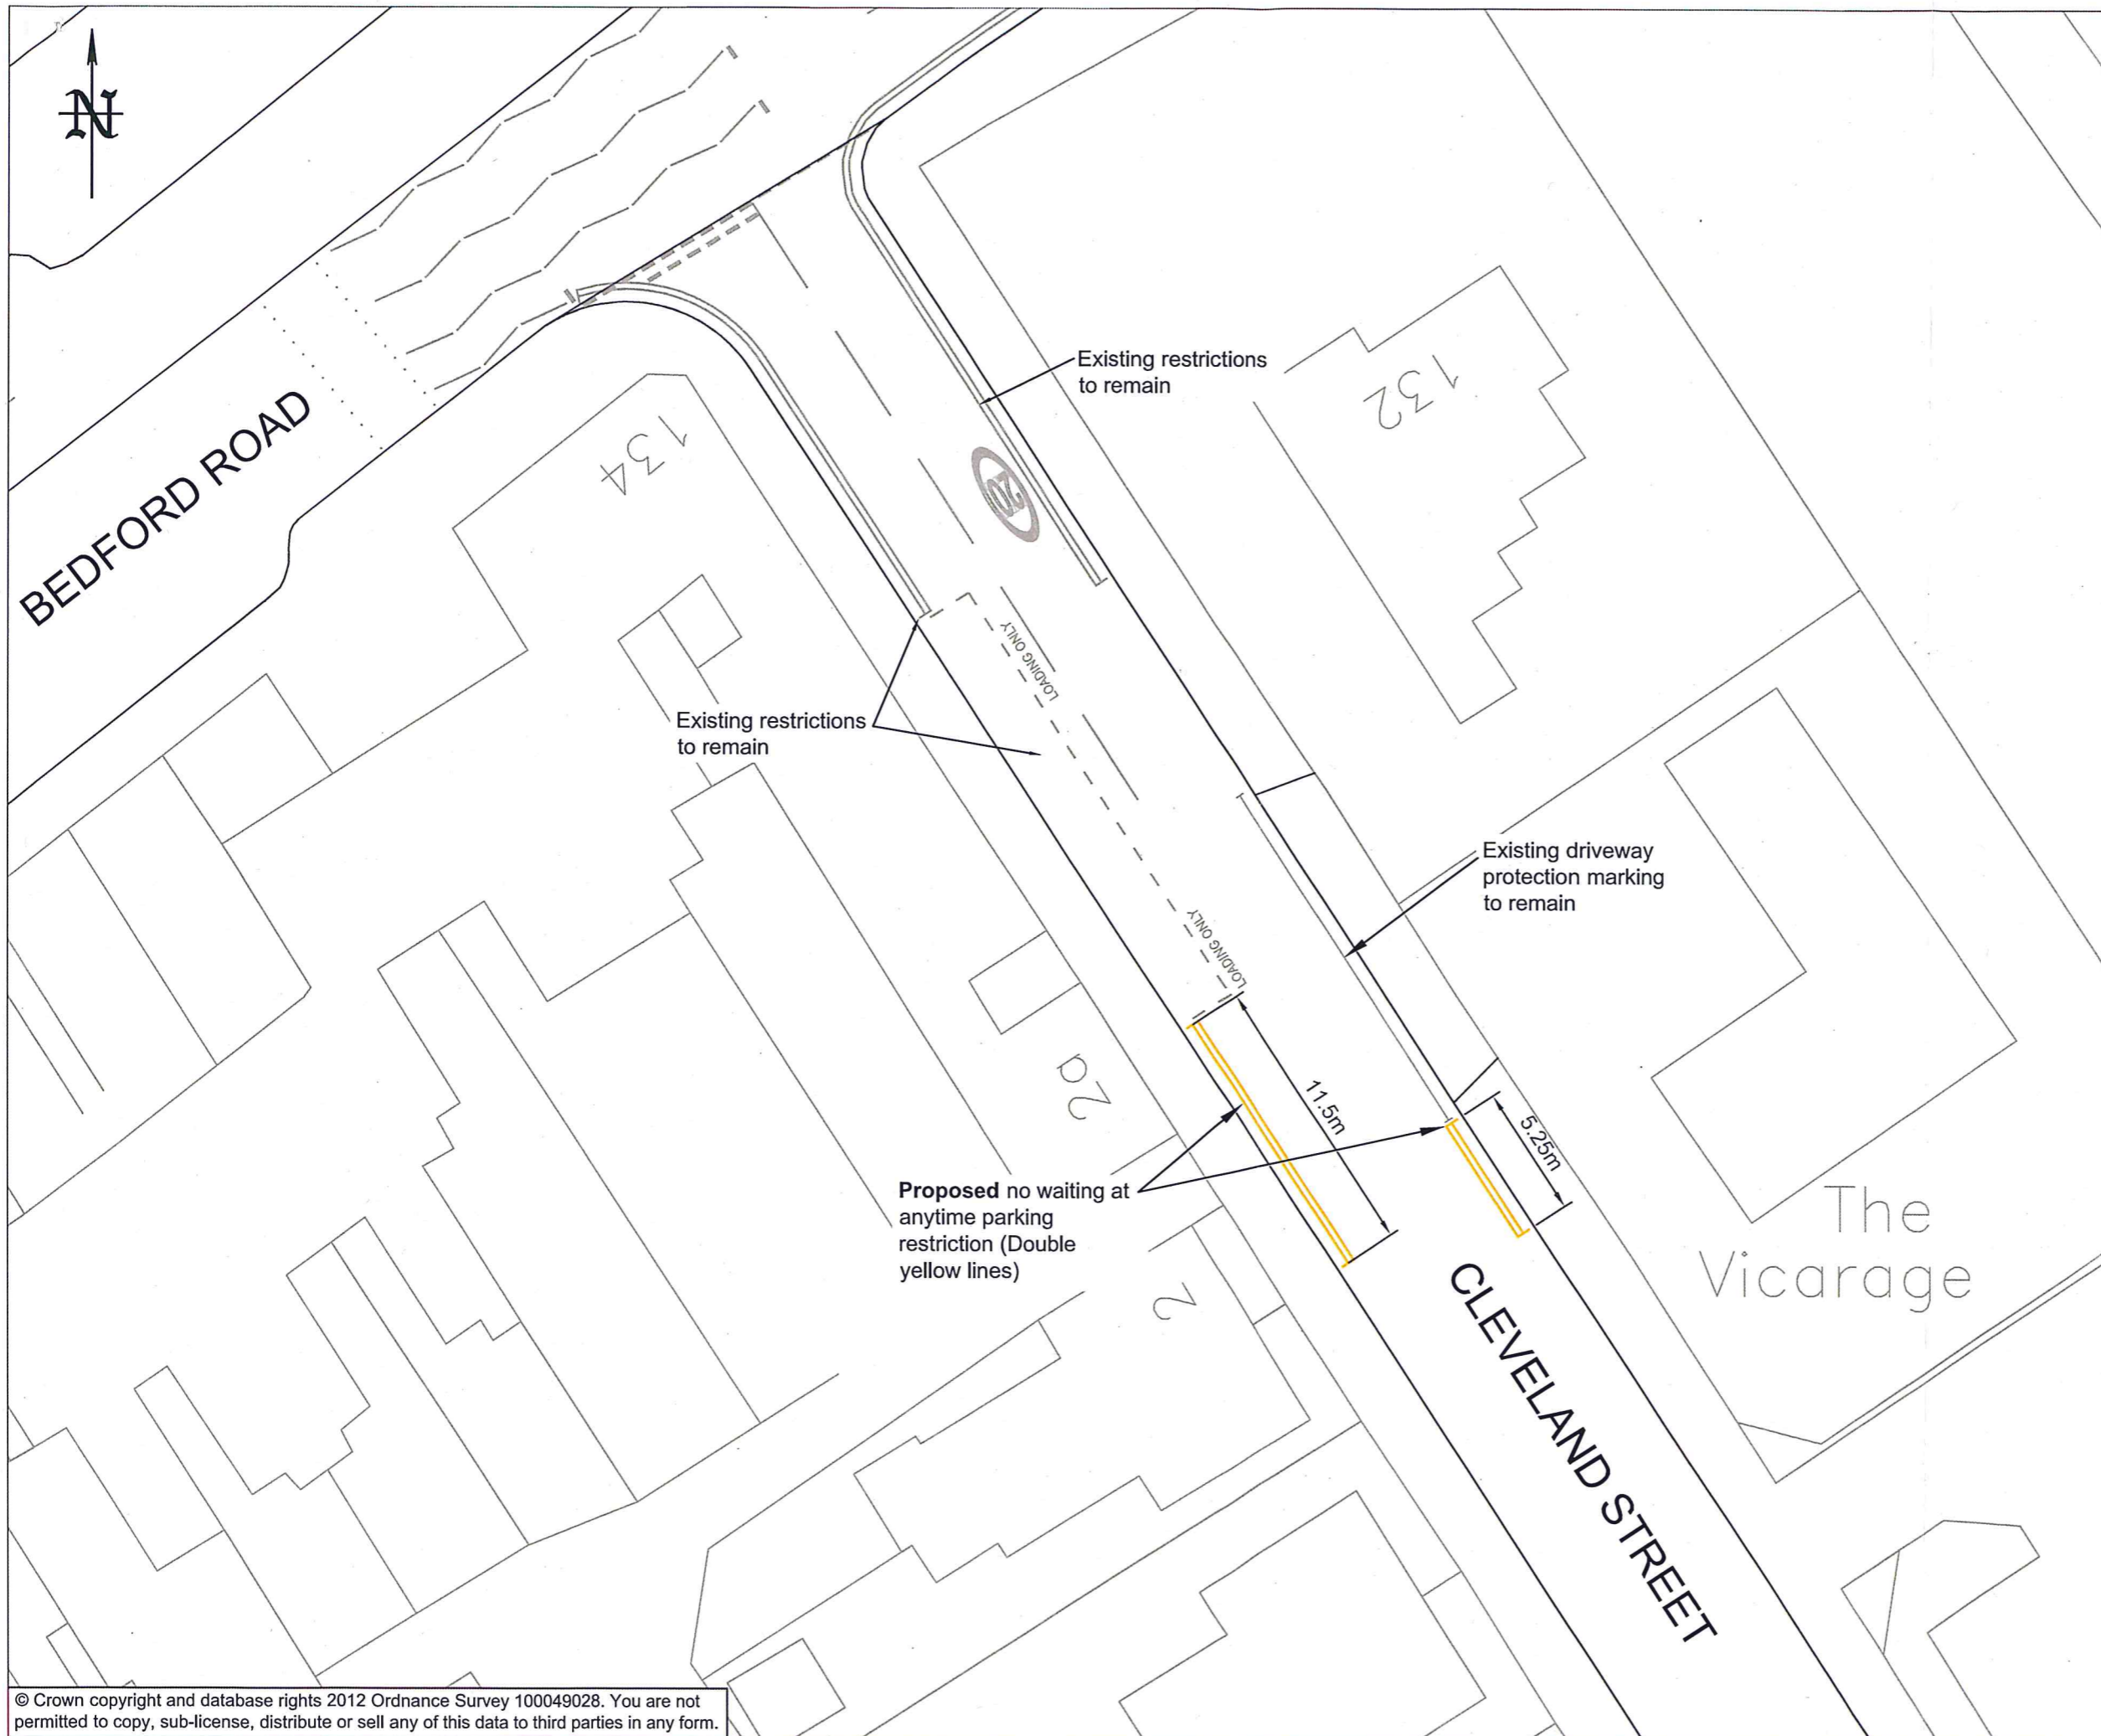 N
BEDFORD ROAD
Existing restrictions
to remain
132
134
20
LOADING ONLY
Existing restrictions
to remain
Existing driveway
protection marking
to remain
LOADING ONLY
2a
11.5m
5.25m
Proposed no waiting at
anytime parking
restriction (Double
yellow lines)
The
Vicarage
2
CLEVELAND STREET
© Crown copyright and database rights 2012 Ordnance Survey 100049028. You are not
permitted to copy, sub-license, distribute or sell any of this data to third parties in any form.